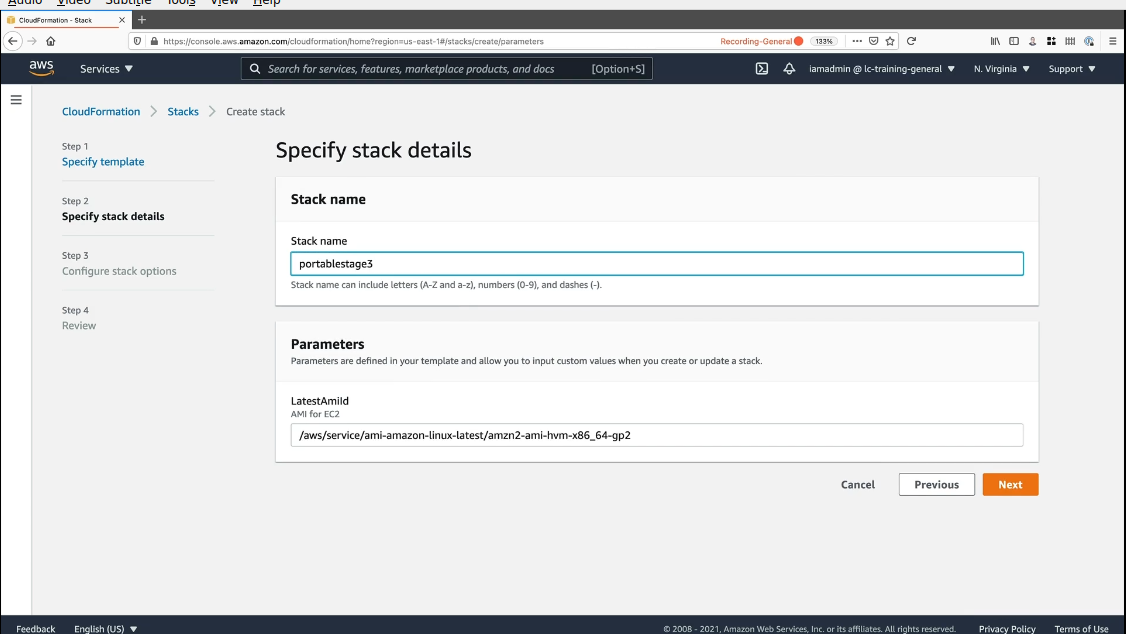 Audio Video Subtitle Tools View Help
CloudFormation - Stack
https://console.aws.amazon.com/cloudformation/home?region=us-east-1#/stacks/create/parameters
Recording-General
133%
aws
Services
Search for services, features, marketplace products, and docs
[Option+S]
iamadmin @ lc-training-general
N. Virginia
Support
CloudFormation
Stacks
Create stack
Step 1
Specify template
Step 2
Specify stack details
Step 3
Configure stack options
Step 4
Review
Specify stack details
Stack name
Stack name
portablestage3
Stack name can include letters (A-Z and a-z), numbers (0-9), and dashes (-).
Parameters
Parameters are defined in your template and allow you to input custom values when you create or update a stack.
LatestAmiId
AMI for EC2
/aws/service/ami-amazon-linux-latest/amzn2-ami-hvm-x86_64-gp2
Cancel
Previous
Next
Feedback
English (US)
© 2008 - 2021, Amazon Web Services, Inc. or its affiliates. All rights reserved.
Privacy Policy
Terms of Use